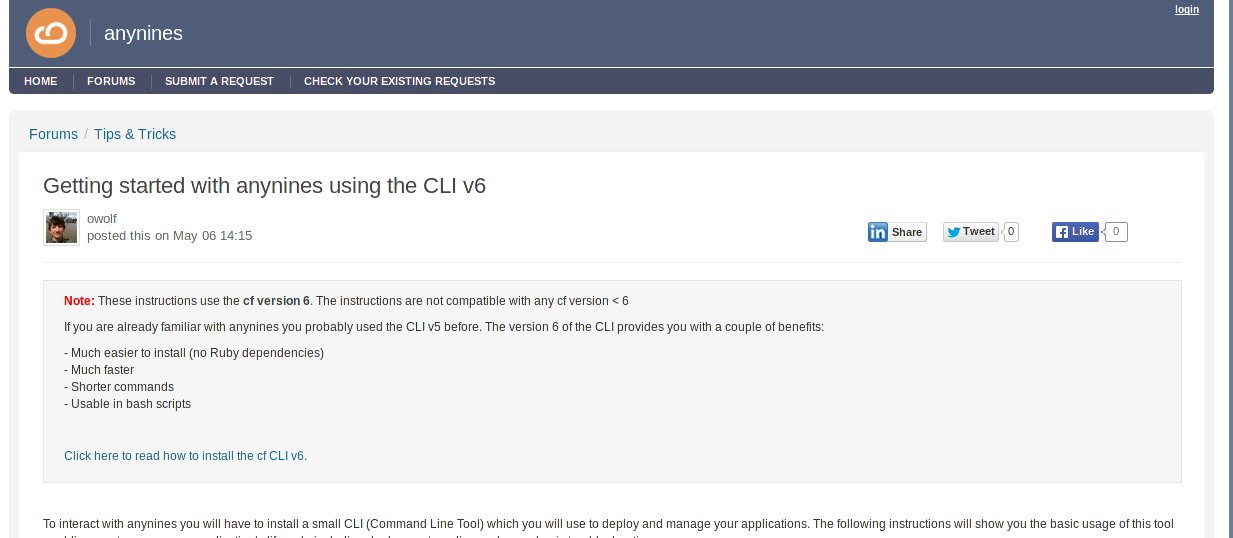 login
anynines
HOME
FORUMS
SUBMIT A REQUEST
CHECK YOUR EXISTING REQUESTS
Forums / Tips & Tricks
Getting started with anynines using the CLI v6
owolf
posted this on May 06 14:15
in Share
Tweet 0
Like 0
Note: These instructions use the cf version 6. The instructions are not compatible with any cf version < 6
If you are already familiar with anynines you probably used the CLI v5 before. The version 6 of the CLI provides you with a couple of benefits:
- Much easier to install (no Ruby dependencies)
- Much faster
- Shorter commands
- Usable in bash scripts
Click here to read how to install the cf CLI v6.
To interact with anynines you will have to install a small CLI (Command Line Tool) which you will use to deploy and manage your applications. The following instructions will show you the basic usage of this tool